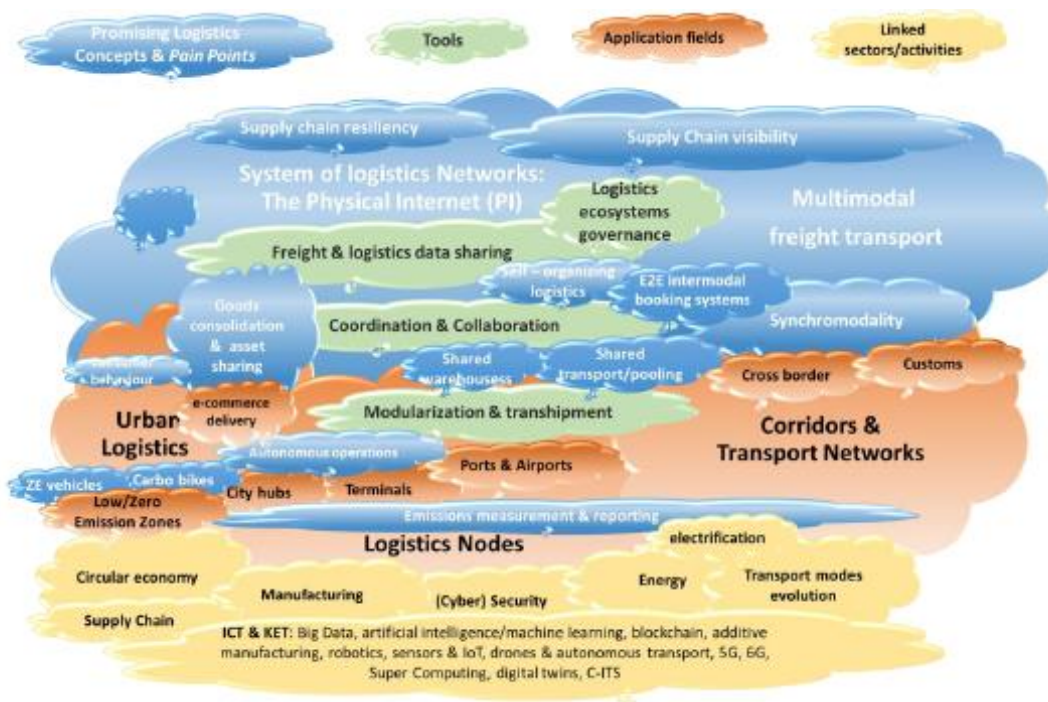 Promising Logistics
Concepts & Pain Points
Tools
Application fields
Linked
sectors/activities
Supply chain resiliency
Supply Chain visibility
System of logistics Networks:
The Physical Internet (PI)
Logistics
ecosystems
governance
Multimodal
freight transport
Freight & logistics data sharing
Self – organizing
logistics
E2E intermodal
booking systems
Goods
consolidation
& asset
sharing
Coordination & Collaboration
Synchromodality
behaviour
Shared
warehousess
Shared
transport/pooling
Cross border
Customs
e-commerce
delivery
Modularization & transhipment
Urban
Logistics
Corridors &
Transport Networks
Autonomous operations
Ports & Airports
ZE vehicles
Carbo bikes
City hubs
Terminals
Low/Zero
Emission Zones
Emissions measurement & reporting
Logistics Nodes
electrification
Circular economy
Manufacturing
(Cyber) Security
Energy
Transport modes
evolution
Supply Chain
ICT & KET: Big Data, artificial intelligence/machine learning, blockchain, additive
manufacturing, robotics, sensors & IoT, drones & autonomous transport, 5G, 6G,
Super Computing, digital twins, C-ITS